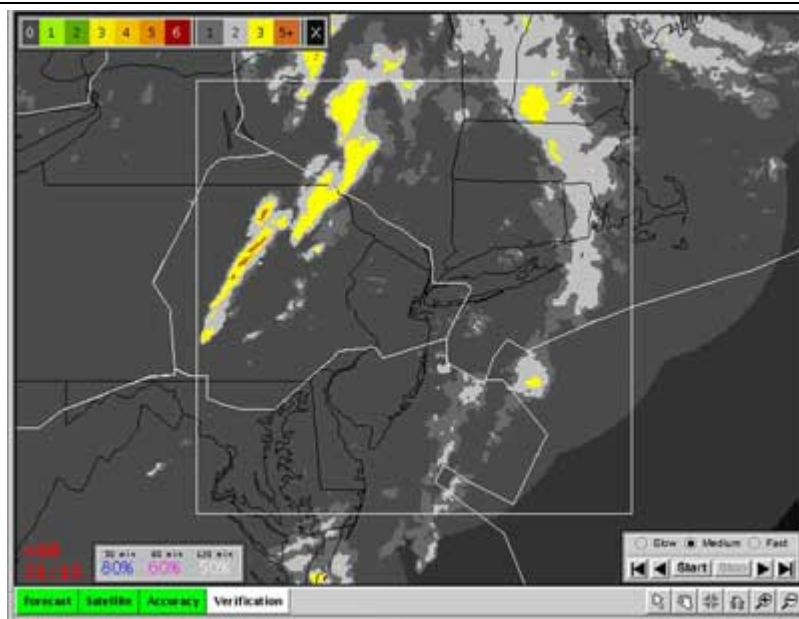 0 1 2 3 4 5 6 1 2 3 5+ X
30 min 60 min 120 min
80% 60% 50%
Slow Medium Fast
Start
Forecast Satellite Accuracy Verification